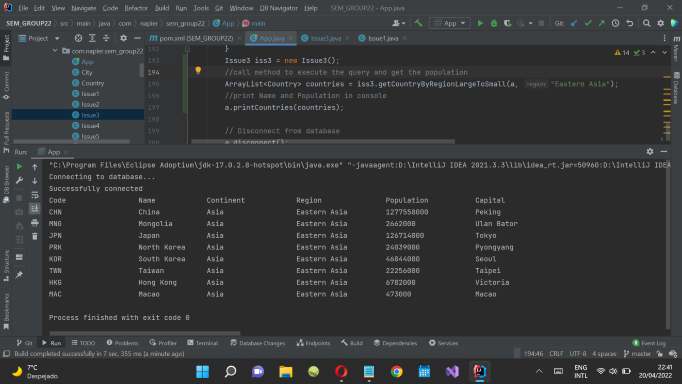 File Edit View Navigate Code Refactor Build Run Tools Git Window Help SEM_GROUP22 - App.java
SEM_GROUP22 src main java com napier sem_group22 App main
App
Git:
Project
pom.xml (SEM_GROUP22) App.java Issue3.java Issue1.java
com.napier.sem_group22
App
City
Country
Issue1
Issue2
Issue3
Issue4
Issue5
192 }
193 Issue3 iss3 = new Issue3();
194 //call method to execute the query and get the population
195 ArrayList<Country> countries = iss3.getCountryByRegionLargeToSmall(a, region: "Eastern Asia");
196 //print Name and Population in console
197 a.printCountries(countries);
198
199 // Disconnect from database
a.disconnect();
14 3
Project
Commit
Pull Requests
DB Browser
Structure
Bookmarks
Maven
Database
Run: App
"C:\Program Files\Eclipse Adoptium\jdk-17.0.2.8-hotspot\bin\java.exe" "-javaagent:D:\IntelliJ IDEA 2021.3.3\lib\idea_rt.jar=50960:D:\IntelliJ IDEA
Connecting to database...
Successfully connected
Code Name Continent Region Population Capital
CHN China Asia Eastern Asia 1277558000 Peking
MNG Mongolia Asia Eastern Asia 2662000 Ulan Bator
JPN Japan Asia Eastern Asia 126714000 Tokyo
PRK North Korea Asia Eastern Asia 24039000 Pyongyang
KOR South Korea Asia Eastern Asia 46844000 Seoul
TWN Taiwan Asia Eastern Asia 22256000 Taipei
HKG Hong Kong Asia Eastern Asia 6782000 Victoria
MAC Macao Asia Eastern Asia 473000 Macao
Process finished with exit code 0
Git Run TODO Problems Profiler Terminal Database Changes Endpoints Build Dependencies Services Event Log
Build completed successfully in 7 sec, 355 ms (a minute ago) 194:46 CRLF UTF-8 4 spaces master
7°C
Despejado
ENG
INTL
22:41
20/04/2022